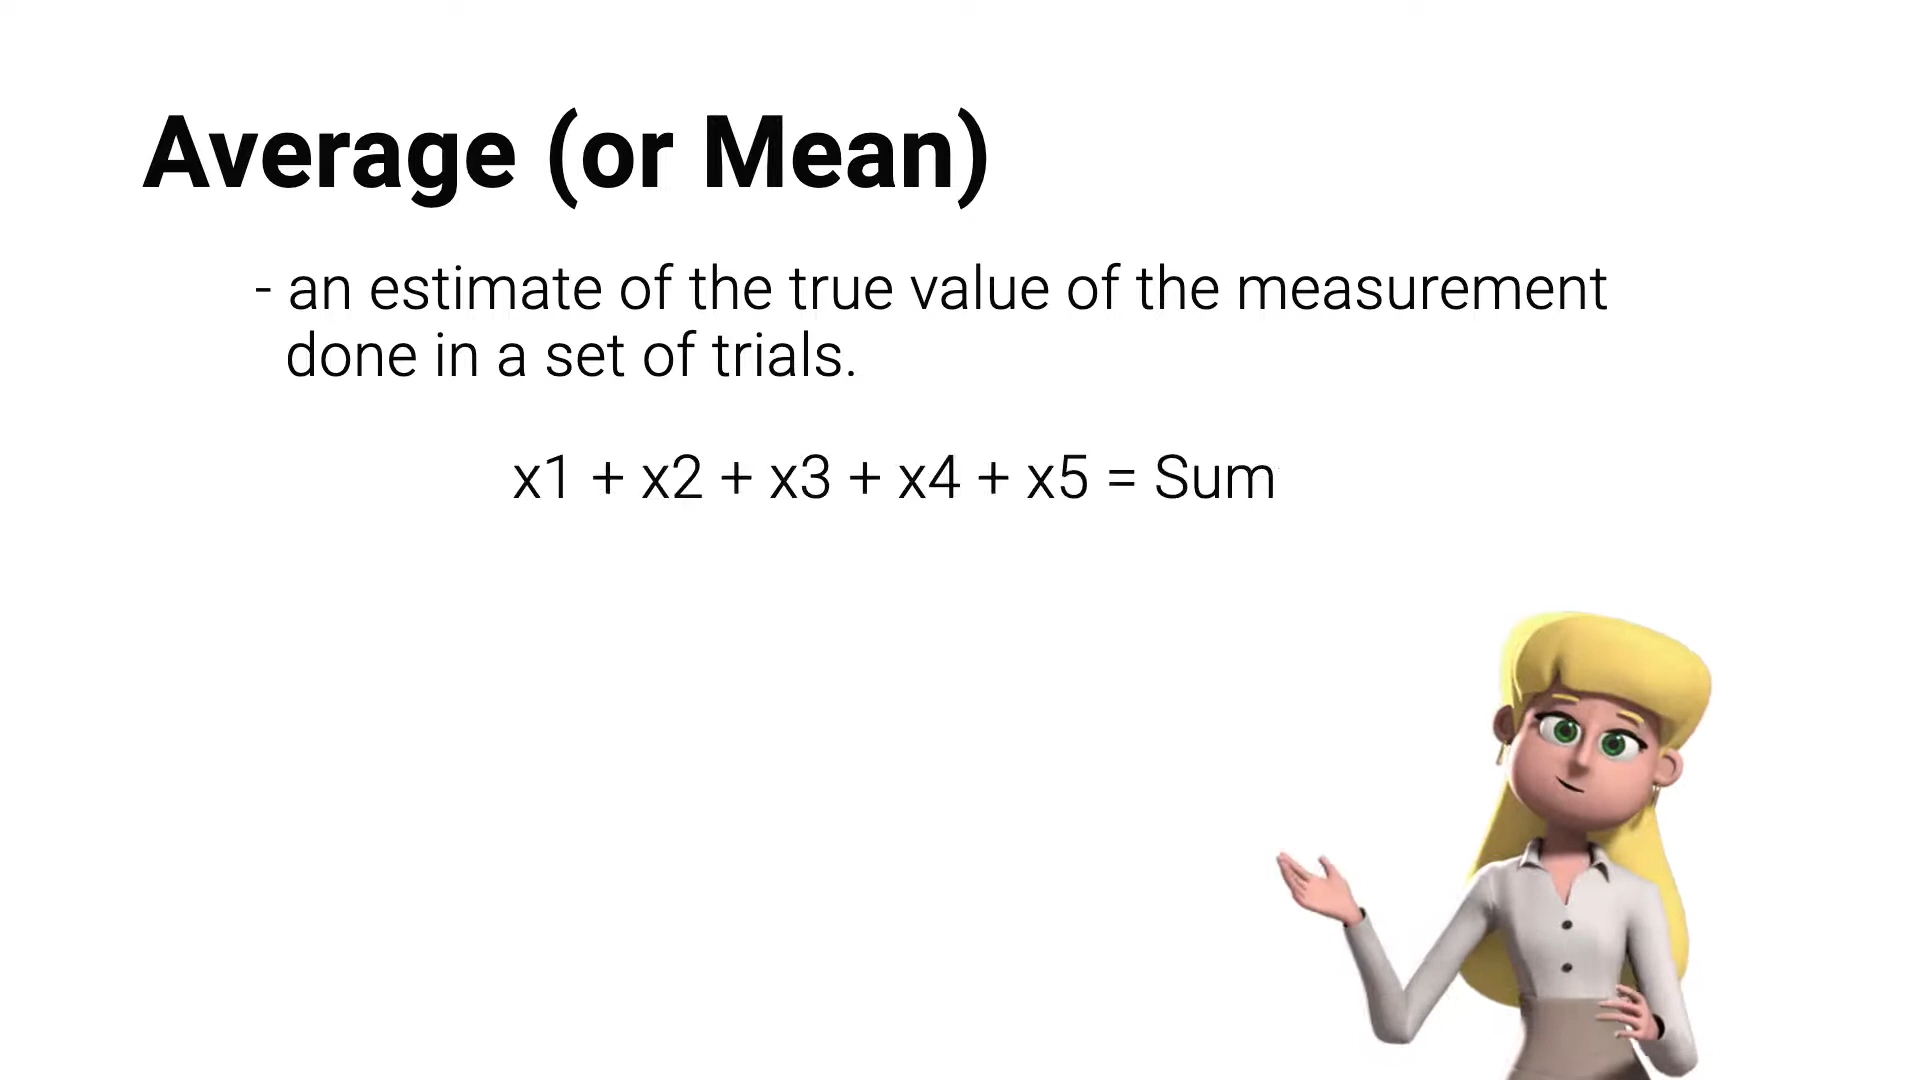 Average (or Mean)
- an estimate of the true value of the measurement
done in a set of trials.
x1 + x2 + x3 + x4 + x5 = Sum